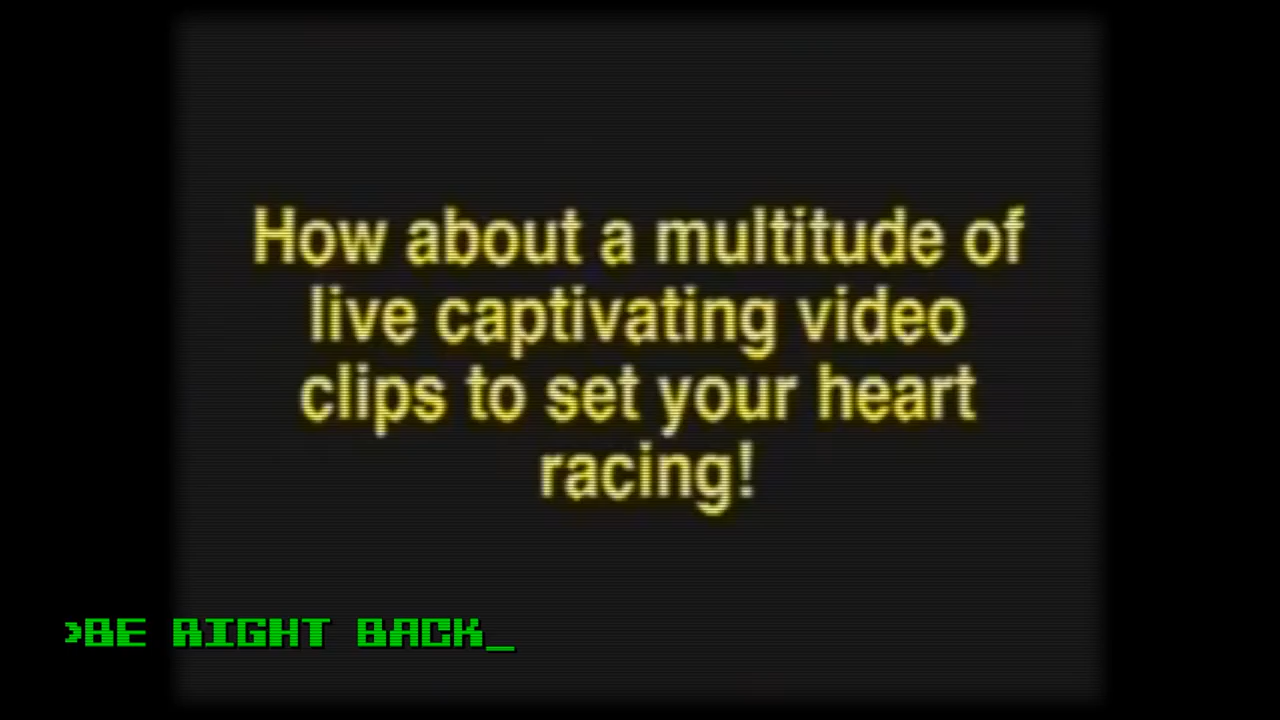 How about a multitude of
live captivating video
clips to set your heart
racing!
>BE RIGHT BACK_